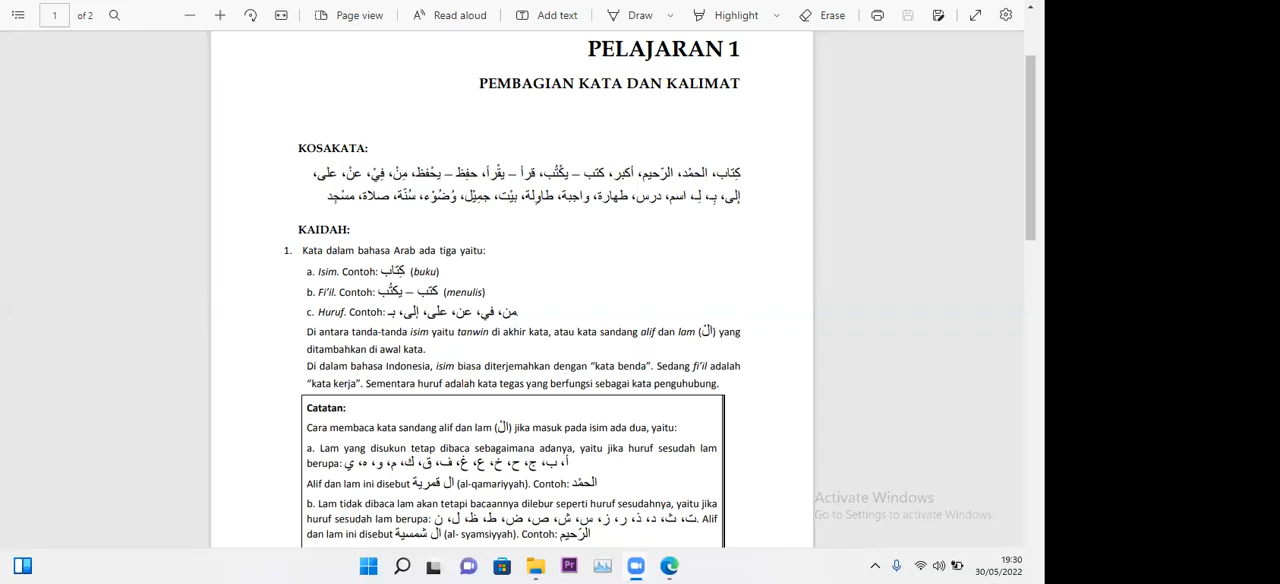 1 of 2 Page view Read aloud Add text Draw Highlight Erase
PELAJARAN 1
PEMBAGIAN KATA DAN KALIMAT
KOSAKATA:
كِتاب، الحمْد، الرّحيم، أكبر، كتب – يكْتُب، قرأ – يقْرأ، حفِظ – يحْفظ، مِنْ، فِيْ، عنْ، على،
إلى، بِـ، لِـ، اسم، درس، طهارة، واجبة، طاوِلة، بيْت، جمِيْل، وُضُوْء، سُنّة، صلاة، مسْجِد
KAIDAH:
1. Kata dalam bahasa Arab ada tiga yaitu:
a. Isim. Contoh: كِتاب (buku)
b. Fi'il. Contoh: كتب – يكتُب (menulis)
c. Huruf. Contoh: من، في، عن، على، إلى، بـ.
Di antara tanda-tanda isim yaitu tanwin di akhir kata, atau kata sandang alif dan lam (الْ) yang
ditambahkan di awal kata.
Di dalam bahasa Indonesia, isim biasa diterjemahkan dengan “kata benda”. Sedang fi'il adalah
“kata kerja”. Sementara huruf adalah kata tegas yang berfungsi sebagai kata penguhubung.
Catatan:
Cara membaca kata sandang alif dan lam (الْ) jika masuk pada isim ada dua, yaitu:
a. Lam yang disukun tetap dibaca sebagaimana adanya, yaitu jika huruf sesudah lam
berupa: أ، ب، ج، ح، خ، ع، غ، ف، ق، ك، م، و، ه، ي
Alif dan lam ini disebut ال قمرية (al-qamariyyah). Contoh: الحمْد
b. Lam tidak dibaca lam akan tetapi bacaannya dilebur seperti huruf sesudahnya, yaitu jika
huruf sesudah lam berupa: ت، ث، د، ذ، ر، ز، س، ش، ص، ض، ط، ظ، ل، ن. Alif
dan lam ini disebut ال شمسية (al- syamsiyyah). Contoh: الرّحيم
Activate Windows
Go to Settings to activate Windows.
Pr
19:30
30/05/2022